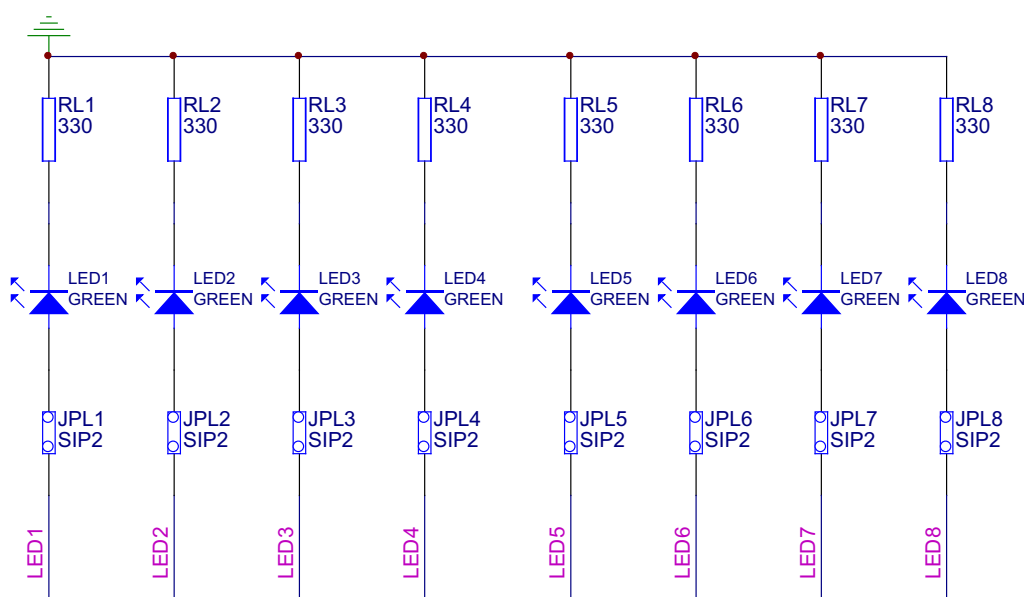 RL1 RL2 RL3 RL4 RL5 RL6 RL7 RL8
330 330 330 330 330 330 330 330
LED1 LED2 LED3 LED4 LED5 LED6 LED7 LED8
GREEN GREEN GREEN GREEN GREEN GREEN GREEN GREEN
JPL1 JPL2 JPL3 JPL4 JPL5 JPL6 JPL7 JPL8
SIP2 SIP2 SIP2 SIP2 SIP2 SIP2 SIP2 SIP2
LED1 LED2 LED3 LED4 LED5 LED6 LED7 LED8